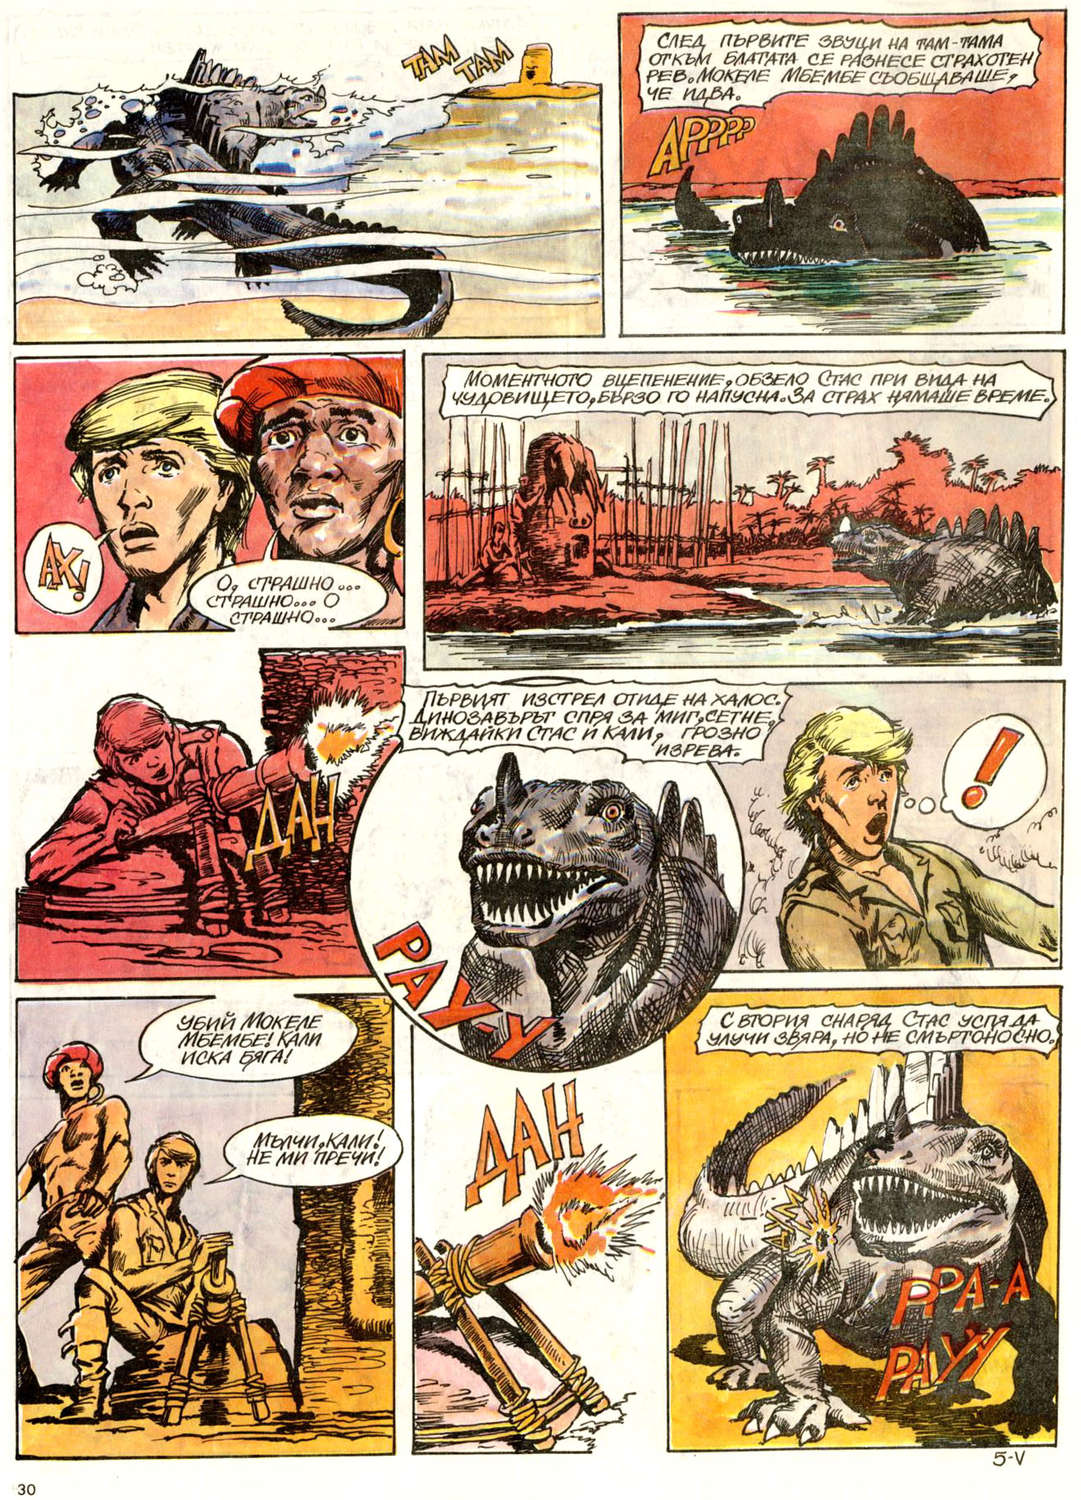 ТАМ
ТАМ
СЛЕД ПЪРВИТЕ ЗВУЦИ НА ТАМ-ТАМА
ОТКЪМ БЛАТАТА СЕ РАЗНЕСЕ СТРАХОТЕН
РЕВ. МОКЕЛЕ МБЕМБЕ СЪОБЩАВАШЕ,
ЧЕ ИДВА.
АРРРР
АХ!
О, СТРАШНО...
СТРАШНО... О
СТРАШНО...
МОМЕНТНОТО ВЦЕПЕНЕНИЕ, ОБЗЕЛО СТАС ПРИ ВИДА НА
ЧУДОВИЩЕТО, БЪРЗО ГО НАПУСНА. ЗА СТРАХ НЯМАШЕ ВРЕМЕ.
ДАН
ПЪРВИЯТ ИЗСТРЕЛ ОТИДЕ НА ХАЛОС.
ДИНОЗАВЪРЪТ СПРЯ ЗА МИГ, СЕТНЕ,
ВИЖДАЙКИ СТАС И КАЛИ, ГРОЗНО
ИЗРЕВА.
РАУ-У
!
УБИЙ МОКЕЛЕ
МБЕМБЕ! КАЛИ
ИСКА БЯГА!
МЪЛЧИ, КАЛИ!
НЕ МИ ПРЕЧИ!
ДАН
С ВТОРИЯ СНАРЯД СТАС УСПЯ ДА
УЛУЧИ ЗВЯРА, НО НЕ СМЪРТОНОСНО.
РРА-А
РАУУ
5-V
30